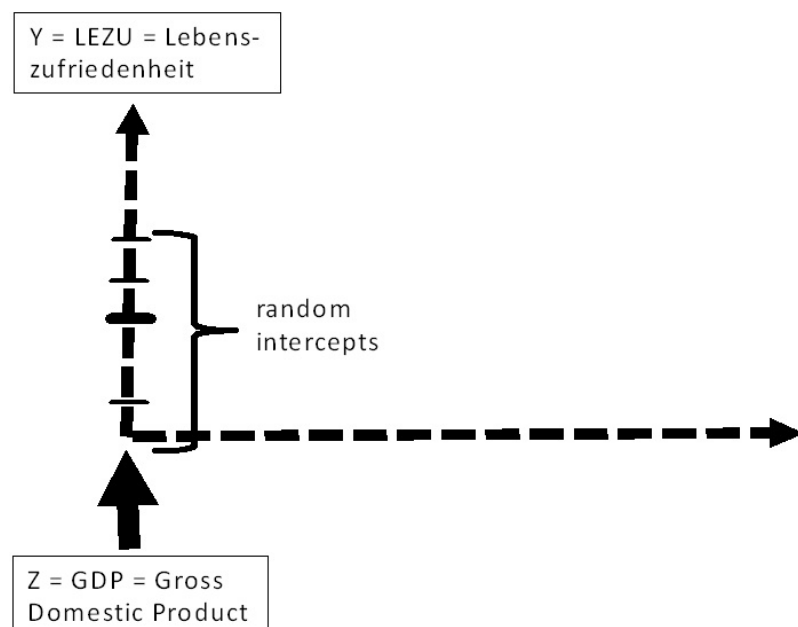 Y = LEZU = Lebens-
zufriedenheit
random
intercepts
Z = GDP = Gross
Domestic Product